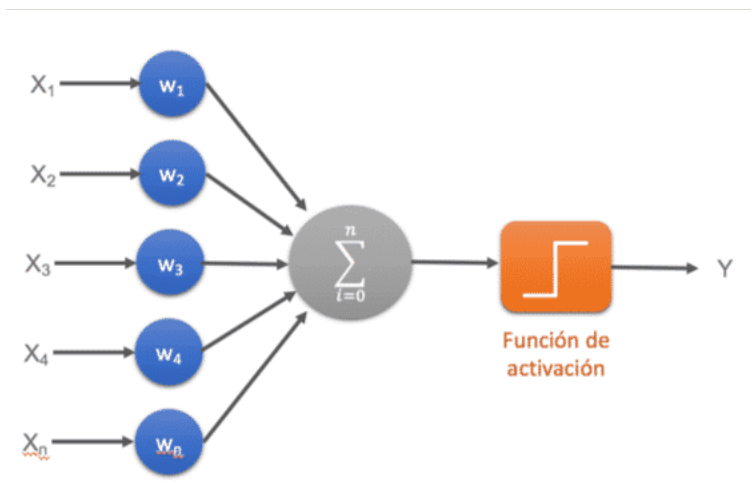 X₁
w₁
X₂
w₂
X₃
w₃
X₄
w₄
Xₙ
wₙ
n
∑
i=0
Función de
activación
Y